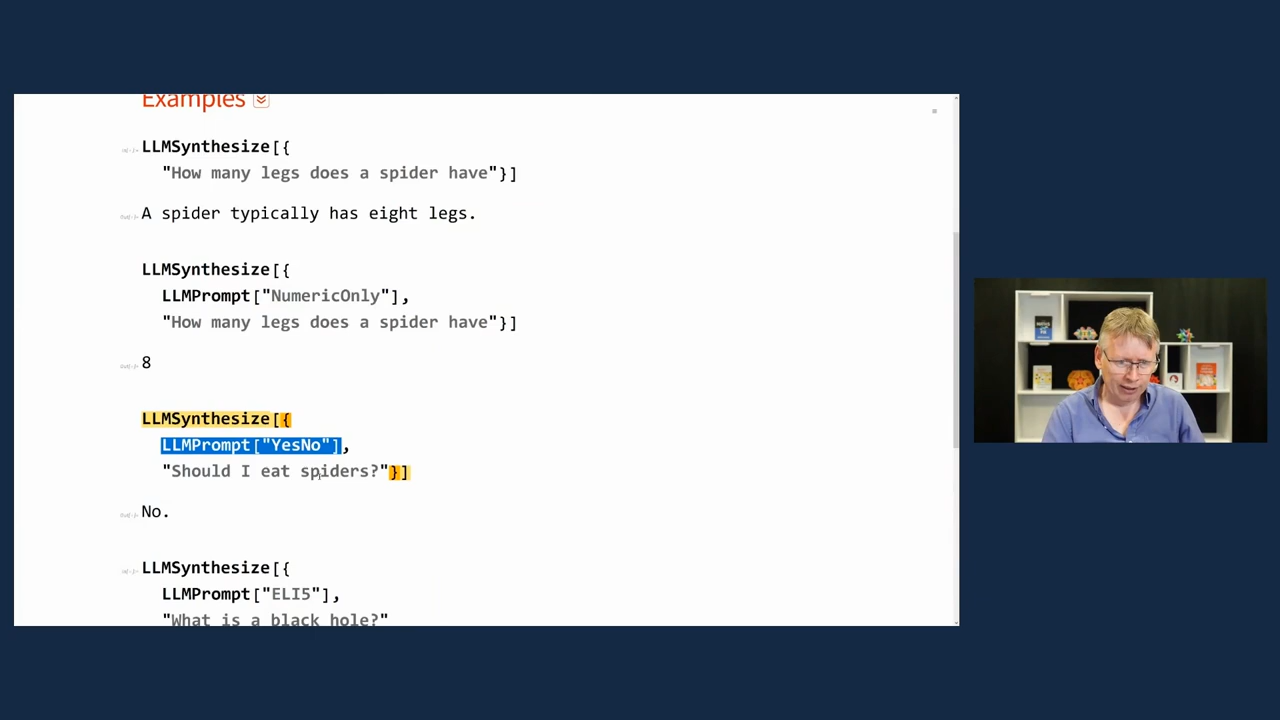 Examples
LLMSynthesize[{
"How many legs does a spider have"}]
A spider typically has eight legs.
LLMSynthesize[{
LLMPrompt["NumericOnly"],
"How many legs does a spider have"}]
8
LLMSynthesize[{
LLMPrompt["YesNo"],
"Should I eat spiders?"}]
No.
LLMSynthesize[{
LLMPrompt["ELI5"],
"What is a black hole?"